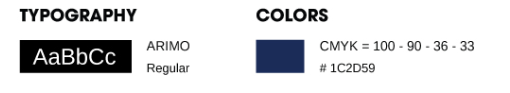 TYPOGRAPHY
AaBbCc
ARIMO
Regular
COLORS
CMYK = 100 - 90 - 36 - 33
# 1C2D59